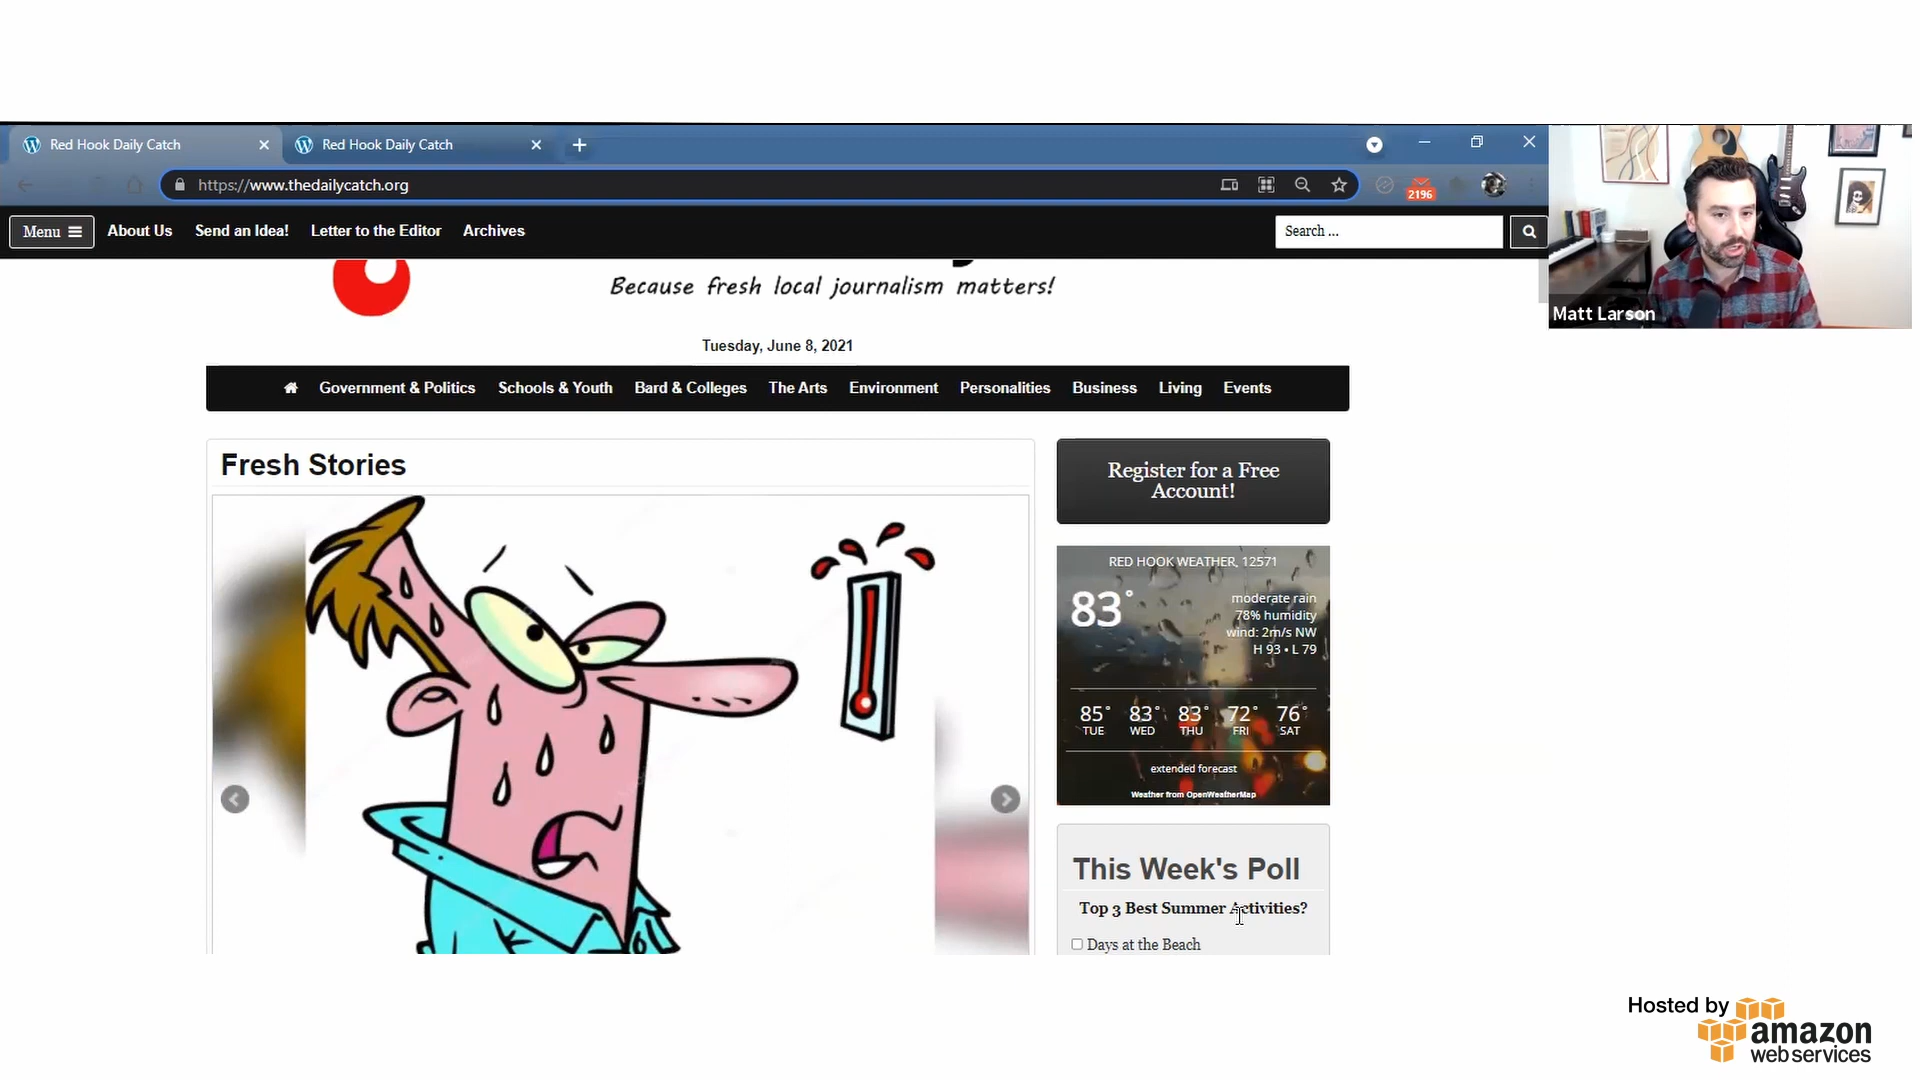 Red Hook Daily Catch
Red Hook Daily Catch
https://www.thedailycatch.org
2196
Menu
About Us
Send an Idea!
Letter to the Editor
Archives
Search ...
Matt Larson
Because fresh local journalism matters!
Tuesday, June 8, 2021
Government & Politics
Schools & Youth
Bard & Colleges
The Arts
Environment
Personalities
Business
Living
Events
Fresh Stories
Register for a Free
Account!
RED HOOK WEATHER, 12571
83°
moderate rain
78% humidity
wind: 2m/s NW
H 93 • L 79
85° 83° 83° 72° 76°
TUE WED THU FRI SAT
extended forecast
Weather from OpenWeatherMap
This Week's Poll
Top 3 Best Summer Activities?
Days at the Beach
Hosted by
amazon
web services